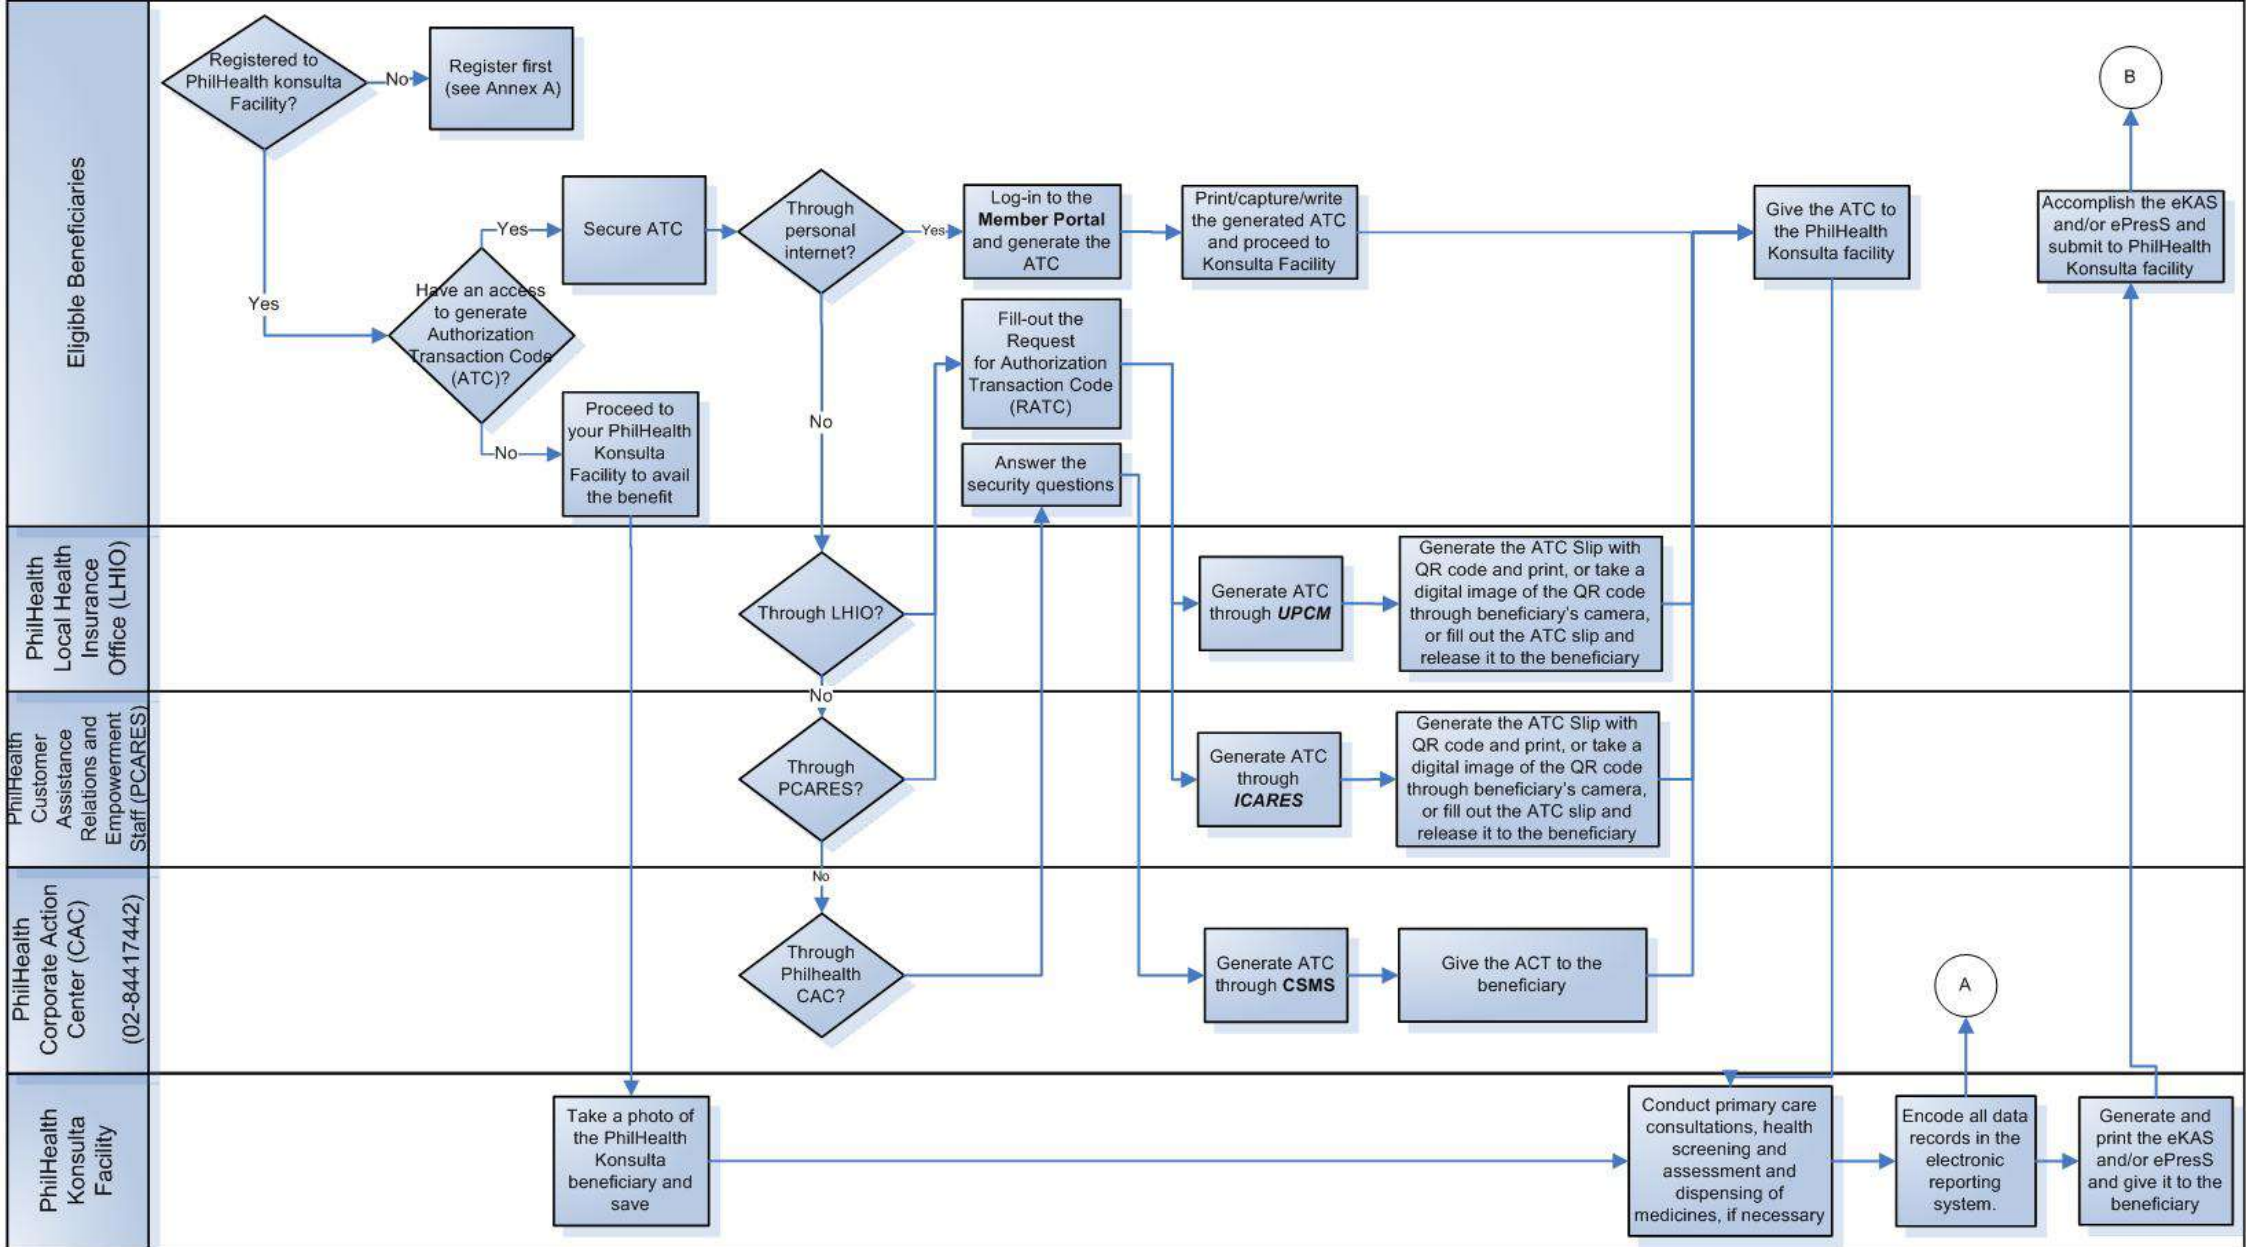 Eligible Beneficiaries
Registered to
PhilHealth konsulta
Facility?
No
Register first
(see Annex A)
Yes
Have an access
to generate
Authorization
Transaction Code
(ATC)?
Yes
Secure ATC
No
Proceed to
your PhilHealth
Konsulta
Facility to avail
the benefit
Through
personal
internet?
Yes
Log-in to the
Member Portal
and generate the
ATC
Print/capture/write
the generated ATC
and proceed to
Konsulta Facility
Give the ATC to
the PhilHealth
Konsulta facility
B
Accomplish the eKAS
and/or ePresS and
submit to PhilHealth
Konsulta facility
No
Fill-out the
Request
for Authorization
Transaction Code
(RATC)
Answer the
security questions
PhilHealth
Local Health
Insurance
Office (LHIO)
Through LHIO?
No
Generate ATC
through UPCM
Generate the ATC Slip with
QR code and print, or take a
digital image of the QR code
through beneficiary's camera,
or fill out the ATC slip and
release it to the beneficiary
PhilHealth
Customer
Assistance
Relations and
Empowerment
Staff (PCARES)
Through
PCARES?
No
Generate ATC
through
ICARES
Generate the ATC Slip with
QR code and print, or take a
digital image of the QR code
through beneficiary's camera,
or fill out the ATC slip and
release it to the beneficiary
PhilHealth
Corporate Action
Center (CAC)
(02-84417442)
Through
Philhealth
CAC?
Generate ATC
through CSMS
Give the ACT to the
beneficiary
A
PhilHealth
Konsulta
Facility
Take a photo of
the PhilHealth
Konsulta
beneficiary and
save
Conduct primary care
consultations, health
screening and
assessment and
dispensing of
medicines, if necessary
Encode all data
records in the
electronic
reporting
system.
Generate and
print the eKAS
and/or ePresS
and give it to the
beneficiary